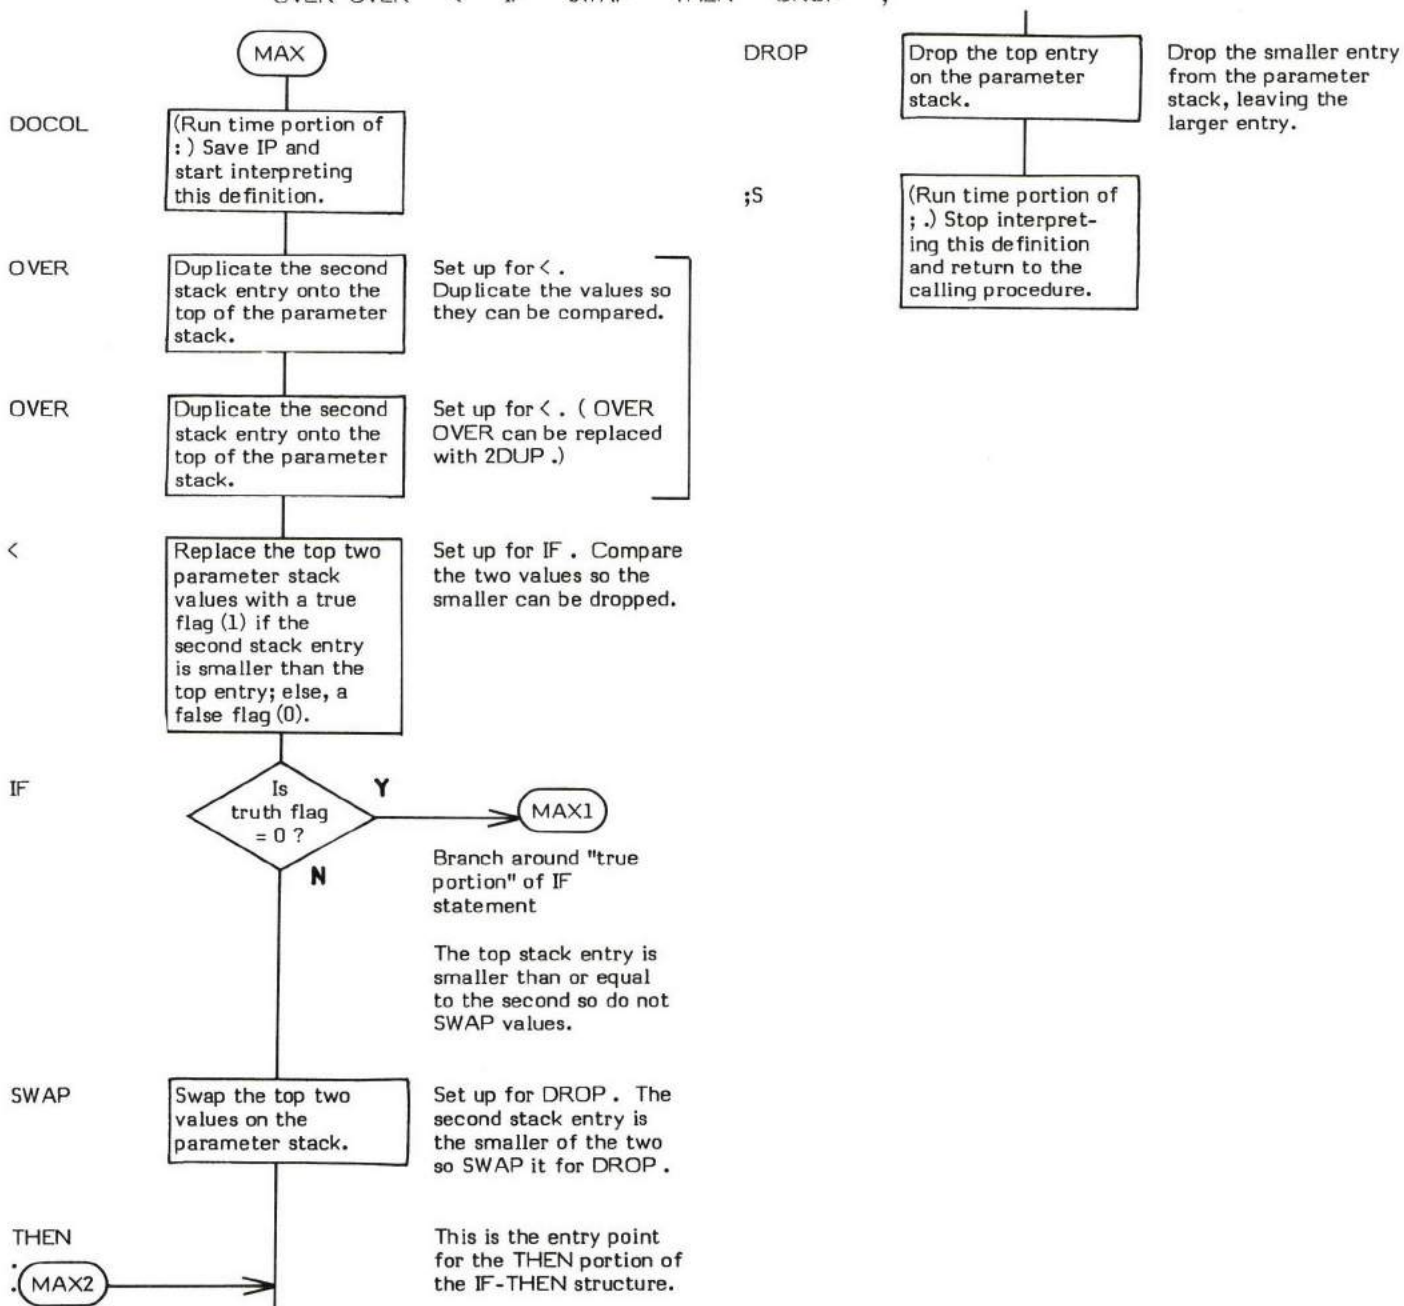 OVER OVER < IF SWAP THEN DROP ;
MAX
DOCOL
(Run time portion of
: ) Save IP and
start interpreting
this definition.
OVER
Duplicate the second
stack entry onto the
top of the parameter
stack.
Set up for < .
Duplicate the values so
they can be compared.
OVER
Duplicate the second
stack entry onto the
top of the parameter
stack.
Set up for < . ( OVER
OVER can be replaced
with 2DUP .)
<
Replace the top two
parameter stack
values with a true
flag (1) if the
second stack entry
is smaller than the
top entry; else, a
false flag (0).
Set up for IF . Compare
the two values so the
smaller can be dropped.
IF
Is
truth flag
= 0 ?
Y
N
MAX1
Branch around "true
portion" of IF
statement
The top stack entry is
smaller than or equal
to the second so do not
SWAP values.
SWAP
Swap the top two
values on the
parameter stack.
Set up for DROP . The
second stack entry is
the smaller of the two
so SWAP it for DROP .
THEN
:
MAX2
This is the entry point
for the THEN portion of
the IF-THEN structure.
DROP
Drop the top entry
on the parameter
stack.
Drop the smaller entry
from the parameter
stack, leaving the
larger entry.
;S
(Run time portion of
; .) Stop interpret-
ing this definition
and return to the
calling procedure.